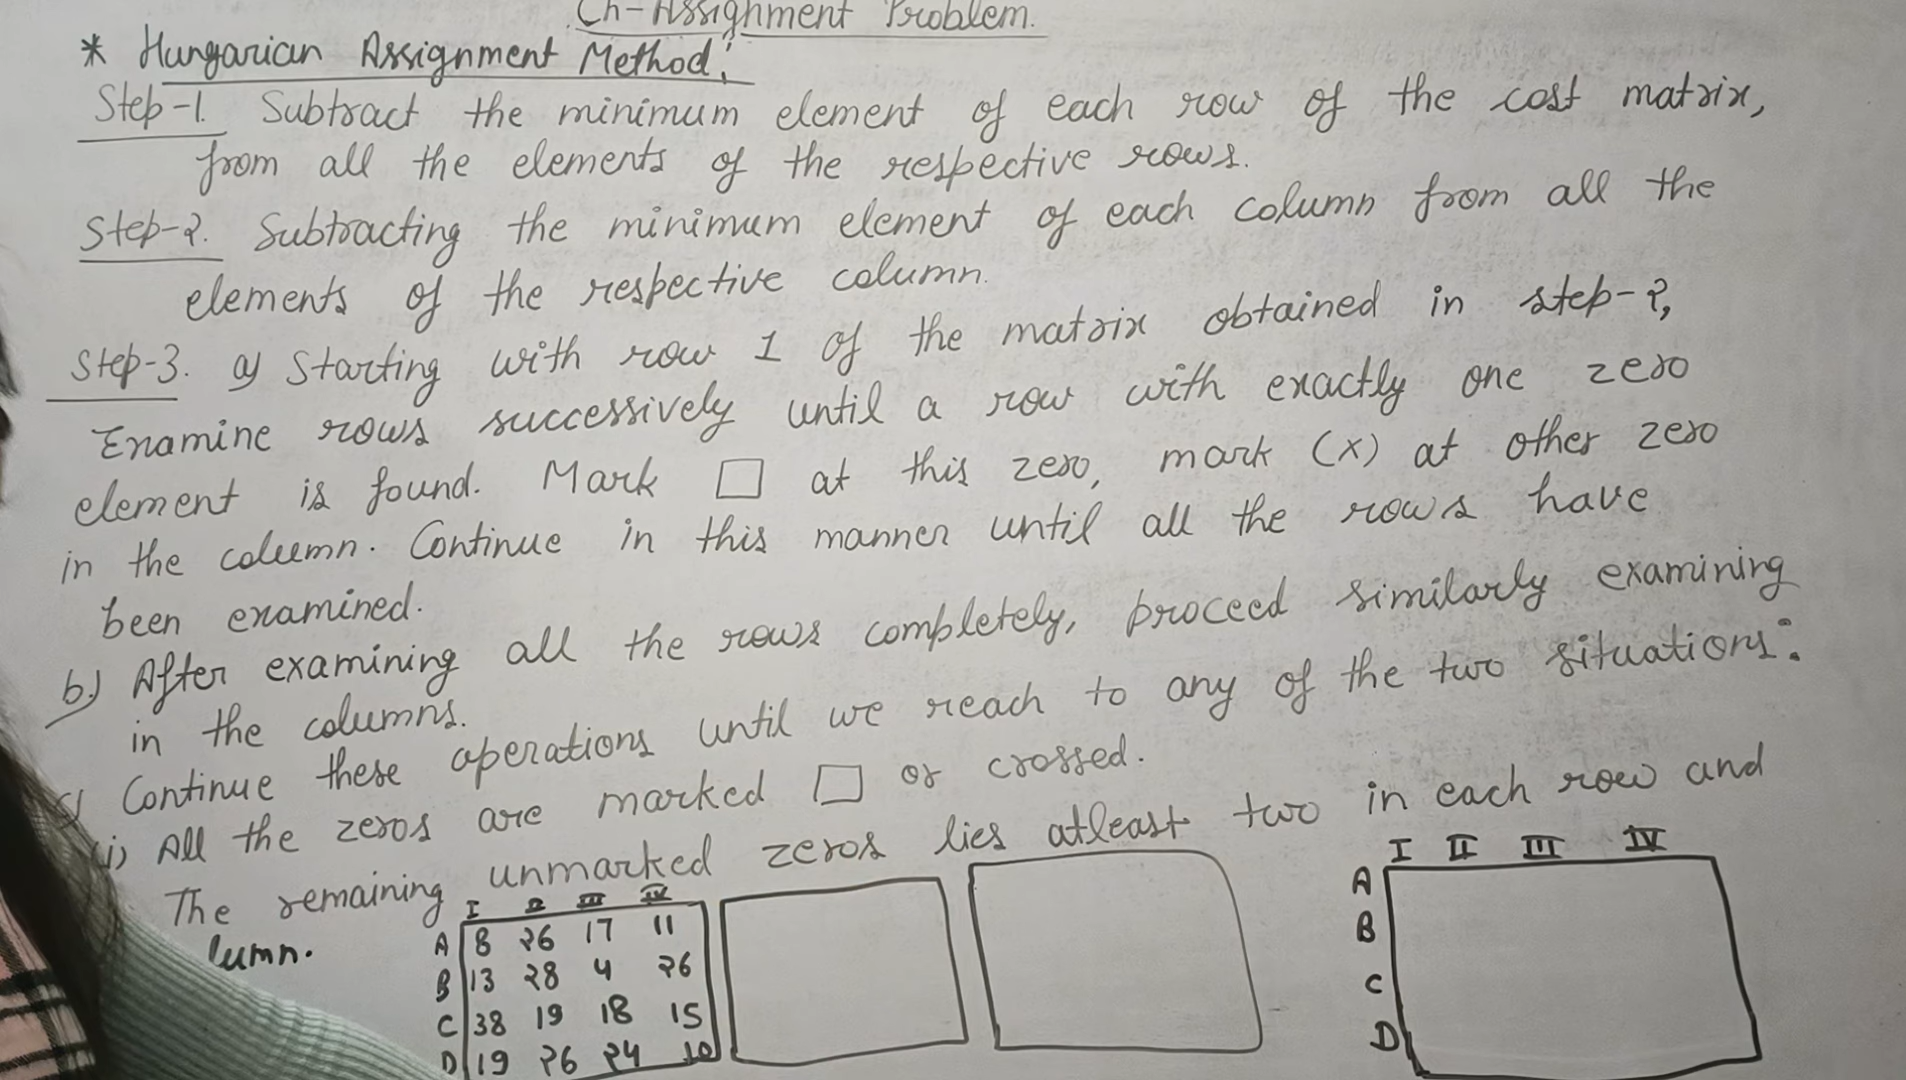 Ch-Assignment Problem.
* Hungarian Assignment Method:
Step-1. Subtract the minimum element of each row of the cost matrix,
from all the elements of the respective rows.
Step-2. Subtracting the minimum element of each column from all the
elements of the respective column.
Step-3. a) Starting with row 1 of the matrix obtained in step-2,
Examine rows successively until a row with exactly one zero
element is found. Mark □ at this zero, mark (x) at other zero
in the column. Continue in this manner until all the rows have
been examined.
b.) After examining all the rows completely, proceed similarly examining
in the columns.
c) Continue these operations until we reach to any of the two situations:
(i) All the zeros are marked □ or crossed.
The remaining unmarked zeros lies atleast two in each row and
lumn.
I II III IV
A 8 26 17 11
B 13 28 4 26
C 38 19 18 15
D 19 26 24 10
I II III IV
A
B
C
D